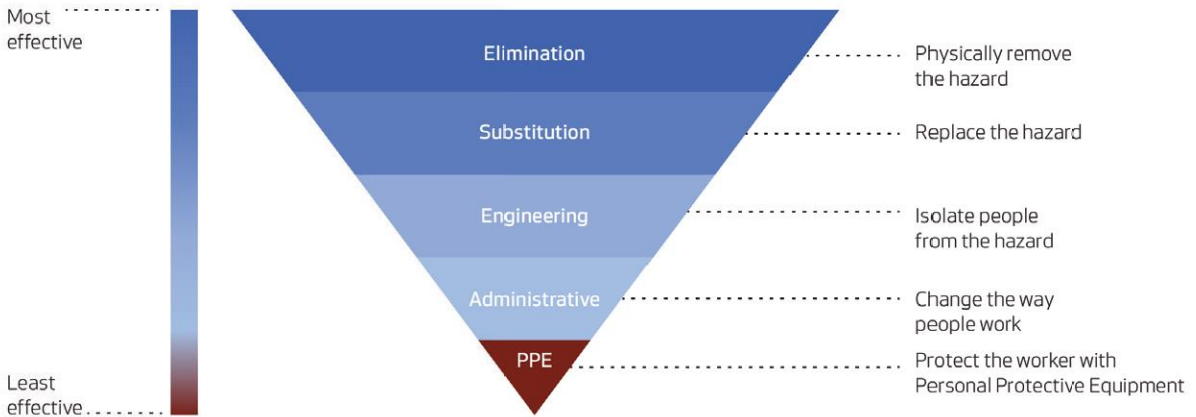 Most
effective
Elimination
Physically remove
the hazard
Substitution
Replace the hazard
Engineering
Isolate people
from the hazard
Administrative
Change the way
people work
PPE
Protect the worker with
Personal Protective Equipment
Least
effective